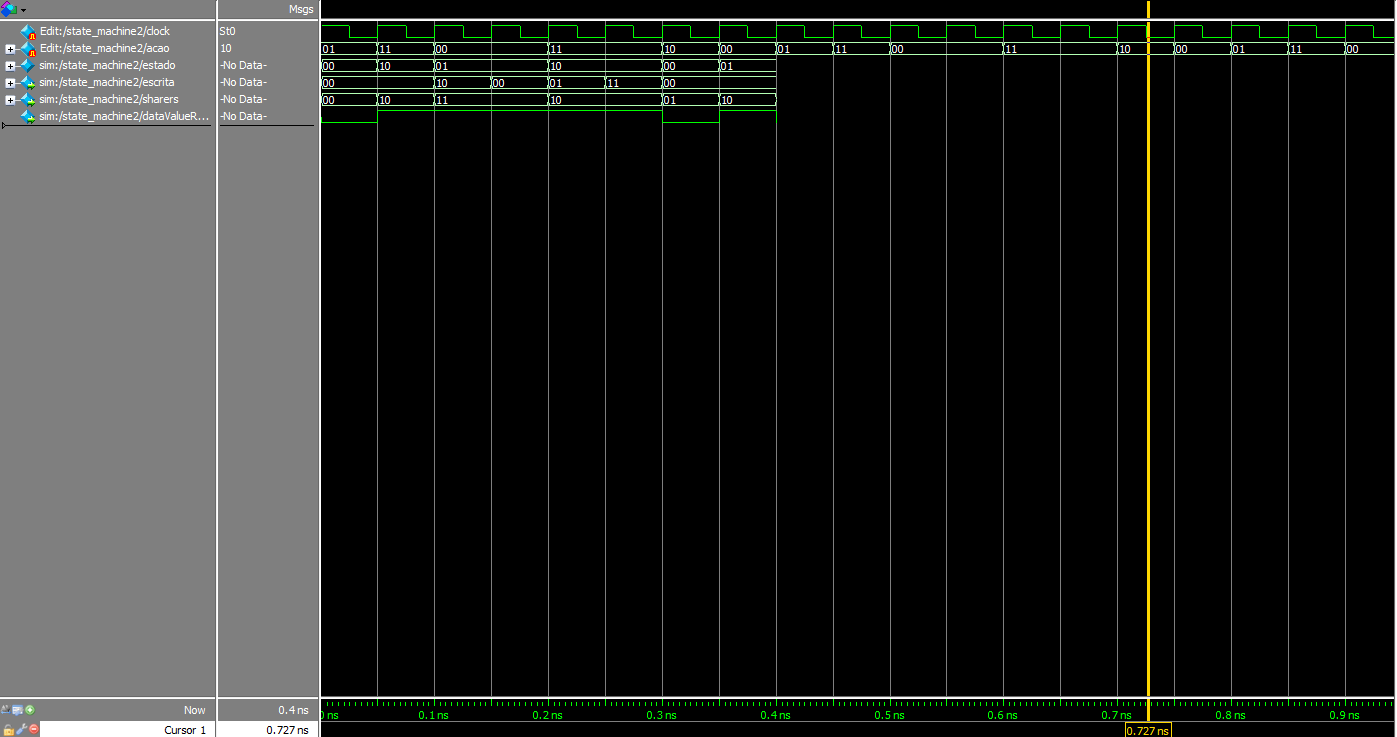 Msgs
Edit:/state_machine2/clock St0
Edit:/state_machine2/acao 10 01 11 00 11 10 00 01 11 00 11 10 00 01 11 00
sim:/state_machine2/estado -No Data- 00 10 01 10 00 01
sim:/state_machine2/escrita -No Data- 00 10 00 01 11 00
sim:/state_machine2/sharers -No Data- 00 10 11 10 01 10
sim:/state_machine2/dataValueR... -No Data-
Now 0.4 ns 0 ns 0.1 ns 0.2 ns 0.3 ns 0.4 ns 0.5 ns 0.6 ns 0.7 ns 0.8 ns 0.9 ns
Cursor 1 0.727 ns 0.727 ns